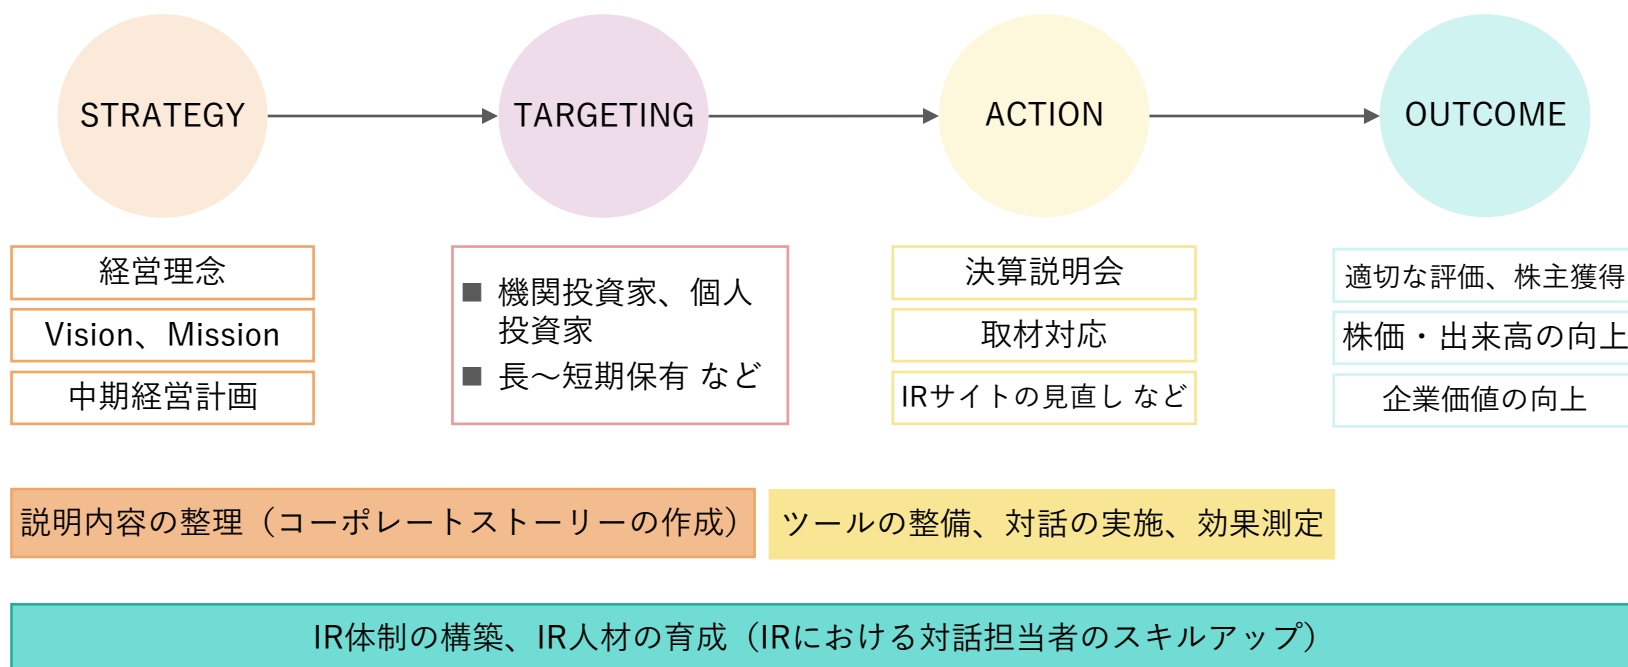 STRATEGY
TARGETING
ACTION
OUTCOME
経営理念
Vision、Mission
中期経営計画
■ 機関投資家、個人
投資家
■ 長～短期保有 など
決算説明会
取材対応
IRサイトの見直し など
適切な評価、株主獲得
株価・出来高の向上
企業価値の向上
説明内容の整理（コーポレートストーリーの作成）
ツールの整備、対話の実施、効果測定
IR体制の構築、IR人材の育成（IRにおける対話担当者のスキルアップ）